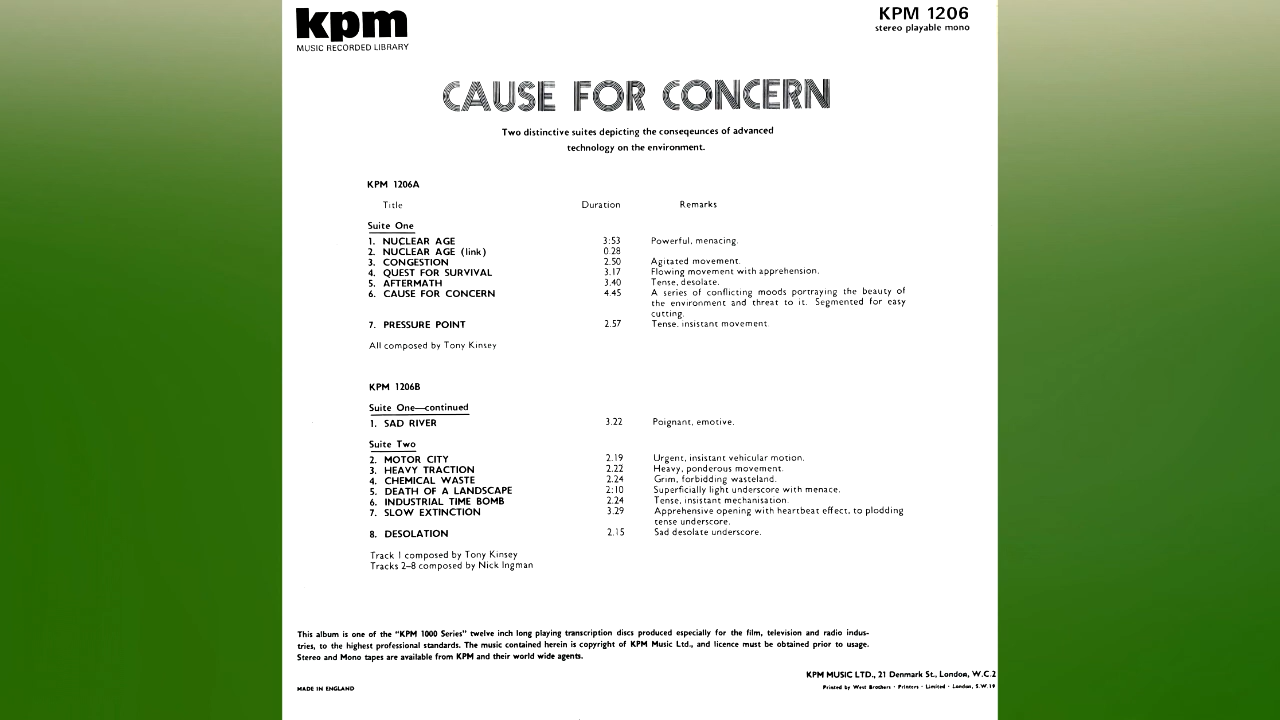 kpm
MUSIC RECORDED LIBRARY
KPM 1206
stereo playable mono
CAUSE FOR CONCERN
Two distinctive suites depicting the conseqeunces of advanced
technology on the environment.
KPM 1206A
Title Duration Remarks
Suite One
1. NUCLEAR AGE 3:53 Powerful, menacing.
2. NUCLEAR AGE (link) 0.28
3. CONGESTION 2.50 Agitated movement.
4. QUEST FOR SURVIVAL 3.17 Flowing movement with apprehension.
5. AFTERMATH 3.40 Tense, desolate.
6. CAUSE FOR CONCERN 4.45 A series of conflicting moods portraying the beauty of
the environment and threat to it. Segmented for easy
cutting.
7. PRESSURE POINT 2.57 Tense, insistant movement.
All composed by Tony Kinsey
KPM 1206B
Suite One—continued
1. SAD RIVER 3.22 Poignant, emotive.
Suite Two
2. MOTOR CITY 2.19 Urgent, insistant vehicular motion.
3. HEAVY TRACTION 2.22 Heavy, ponderous movement.
4. CHEMICAL WASTE 2.24 Grim, forbidding wasteland.
5. DEATH OF A LANDSCAPE 2:10 Superficially light underscore with menace.
6. INDUSTRIAL TIME BOMB 2.24 Tense, insistant mechanisation.
7. SLOW EXTINCTION 3.29 Apprehensive opening with heartbeat effect, to plodding
tense underscore.
8. DESOLATION 2.15 Sad desolate underscore.
Track 1 composed by Tony Kinsey
Tracks 2–8 composed by Nick Ingman
This album is one of the "KPM 1000 Series" twelve inch long playing transcription discs produced especially for the film, television and radio indus-
tries, to the highest professional standards. The music contained herein is copyright of KPM Music Ltd., and licence must be obtained prior to usage.
Stereo and Mono tapes are available from KPM and their world wide agents.
KPM MUSIC LTD., 21 Denmark St., London, W.C.2
MADE IN ENGLAND
Printed by West Brothers · Printers · Limited · London, S.W.19